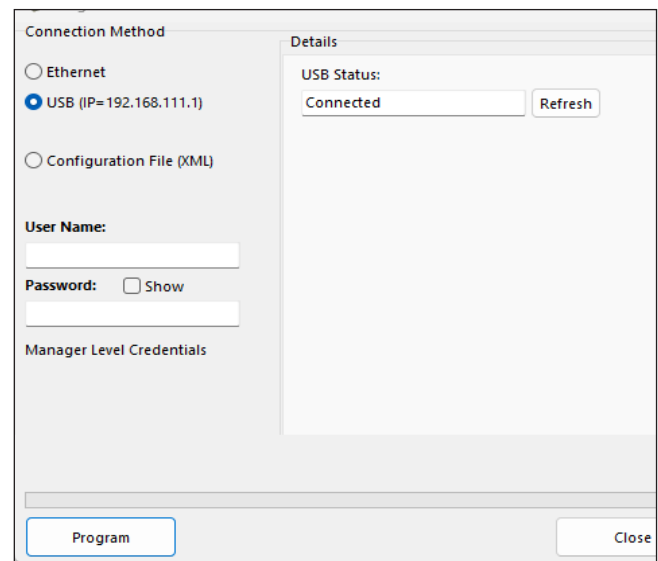 Connection Method
Ethernet
USB (IP=192.168.111.1)
Configuration File (XML)
User Name:
Password:
Show
Manager Level Credentials
Details
USB Status:
Connected
Refresh
Program
Close